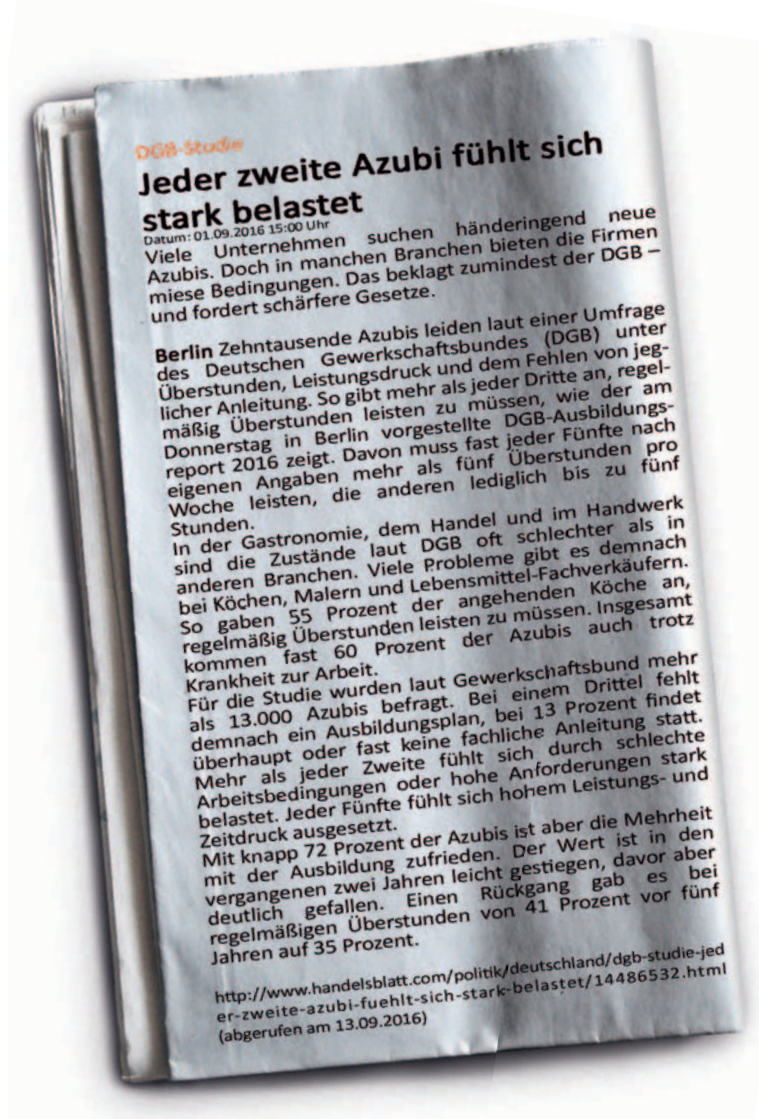 DGB-Studie
Jeder zweite Azubi fühlt sich
stark belastet
Datum: 01.09.2016 15:00 Uhr
Viele Unternehmen suchen händeringend neue
Azubis. Doch in manchen Branchen bieten die Firmen
miese Bedingungen. Das beklagt zumindest der DGB –
und fordert schärfere Gesetze.
Berlin Zehntausende Azubis leiden laut einer Umfrage
des Deutschen Gewerkschaftsbundes (DGB) unter
Überstunden, Leistungsdruck und dem Fehlen von jeg-
licher Anleitung. So gibt mehr als jeder Dritte an, regel-
mäßig Überstunden leisten zu müssen, wie der am
Donnerstag in Berlin vorgestellte DGB-Ausbildungs-
report 2016 zeigt. Davon muss fast jeder Fünfte nach
eigenen Angaben mehr als fünf Überstunden pro
Woche leisten, die anderen lediglich bis zu fünf
Stunden.
In der Gastronomie, dem Handel und im Handwerk
sind die Zustände laut DGB oft schlechter als in
anderen Branchen. Viele Probleme gibt es demnach
bei Köchen, Malern und Lebensmittel-Fachverkäufern.
So gaben 55 Prozent der angehenden Köche an,
regelmäßig Überstunden leisten zu müssen. Insgesamt
kommen fast 60 Prozent der Azubis auch trotz
Krankheit zur Arbeit.
Für die Studie wurden laut Gewerkschaftsbund mehr
als 13.000 Azubis befragt. Bei einem Drittel fehlt
demnach ein Ausbildungsplan, bei 13 Prozent findet
überhaupt oder fast keine fachliche Anleitung statt.
Mehr als jeder Zweite fühlt sich durch schlechte
Arbeitsbedingungen oder hohe Anforderungen stark
belastet. Jeder Fünfte fühlt sich hohem Leistungs- und
Zeitdruck ausgesetzt.
Mit knapp 72 Prozent der Azubis ist aber die Mehrheit
mit der Ausbildung zufrieden. Der Wert ist in den
vergangenen zwei Jahren leicht gestiegen, davor aber
deutlich gefallen. Einen Rückgang gab es bei
regelmäßigen Überstunden von 41 Prozent vor fünf
Jahren auf 35 Prozent.
http://www.handelsblatt.com/politik/deutschland/dgb-studie-jed
er-zweite-azubi-fuehlt-sich-stark-belastet/14486532.html
(abgerufen am 13.09.2016)